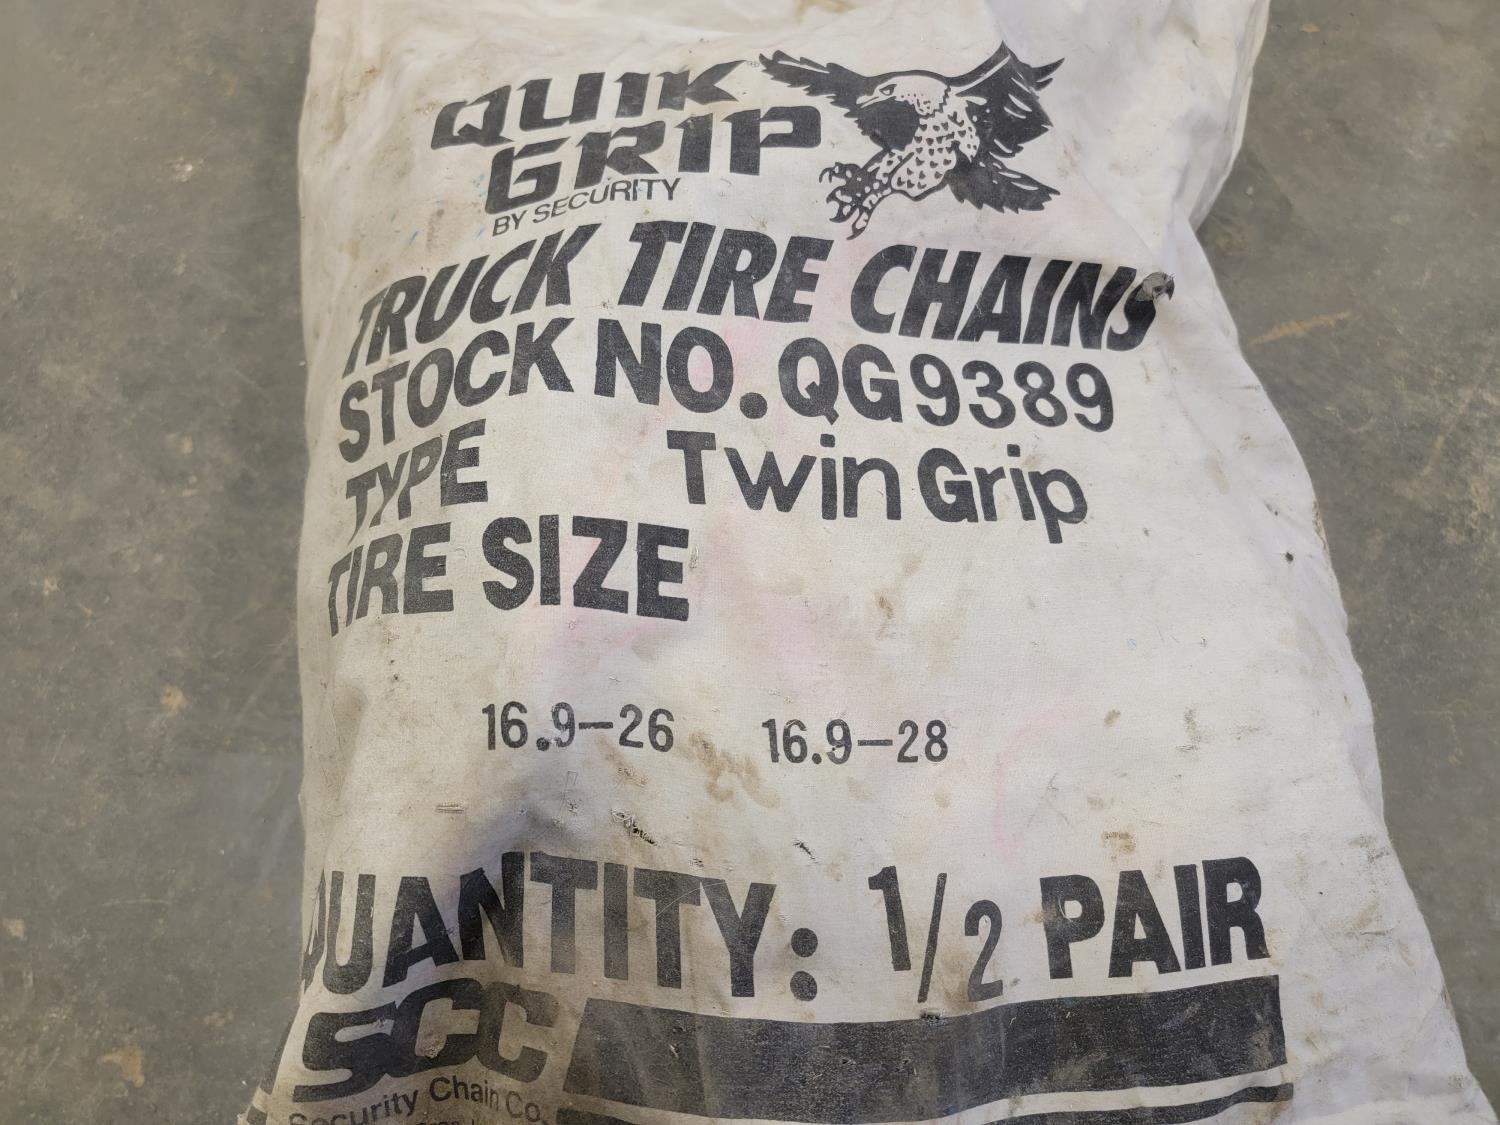 QUIK®
GRIP
BY SECURITY
TRUCK TIRE CHAINS
STOCK NO. QG9389
TYPE Twin Grip
TIRE SIZE
16.9-26 16.9-28
QUANTITY: 1/2 PAIR
SCC
Security Chain Co.